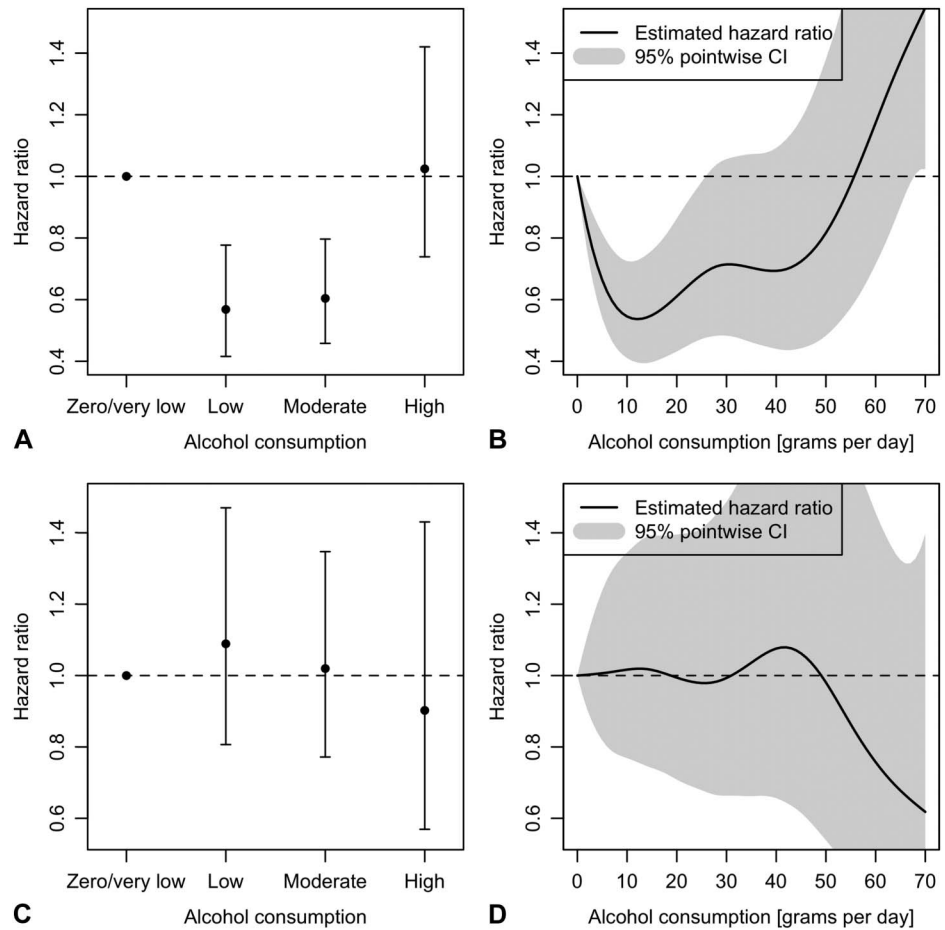 Hazard ratio
1.4
1.2
1.0
0.8
0.6
0.4
Zero/very low Low Moderate High
Alcohol consumption
A
Hazard ratio
1.4
1.2
1.0
0.8
0.6
0.4
Estimated hazard ratio
95% pointwise CI
0 10 20 30 40 50 60 70
Alcohol consumption [grams per day]
B
Hazard ratio
1.4
1.2
1.0
0.8
0.6
Zero/very low Low Moderate High
Alcohol consumption
C
Hazard ratio
1.4
1.2
1.0
0.8
0.6
Estimated hazard ratio
95% pointwise CI
0 10 20 30 40 50 60 70
Alcohol consumption [grams per day]
D